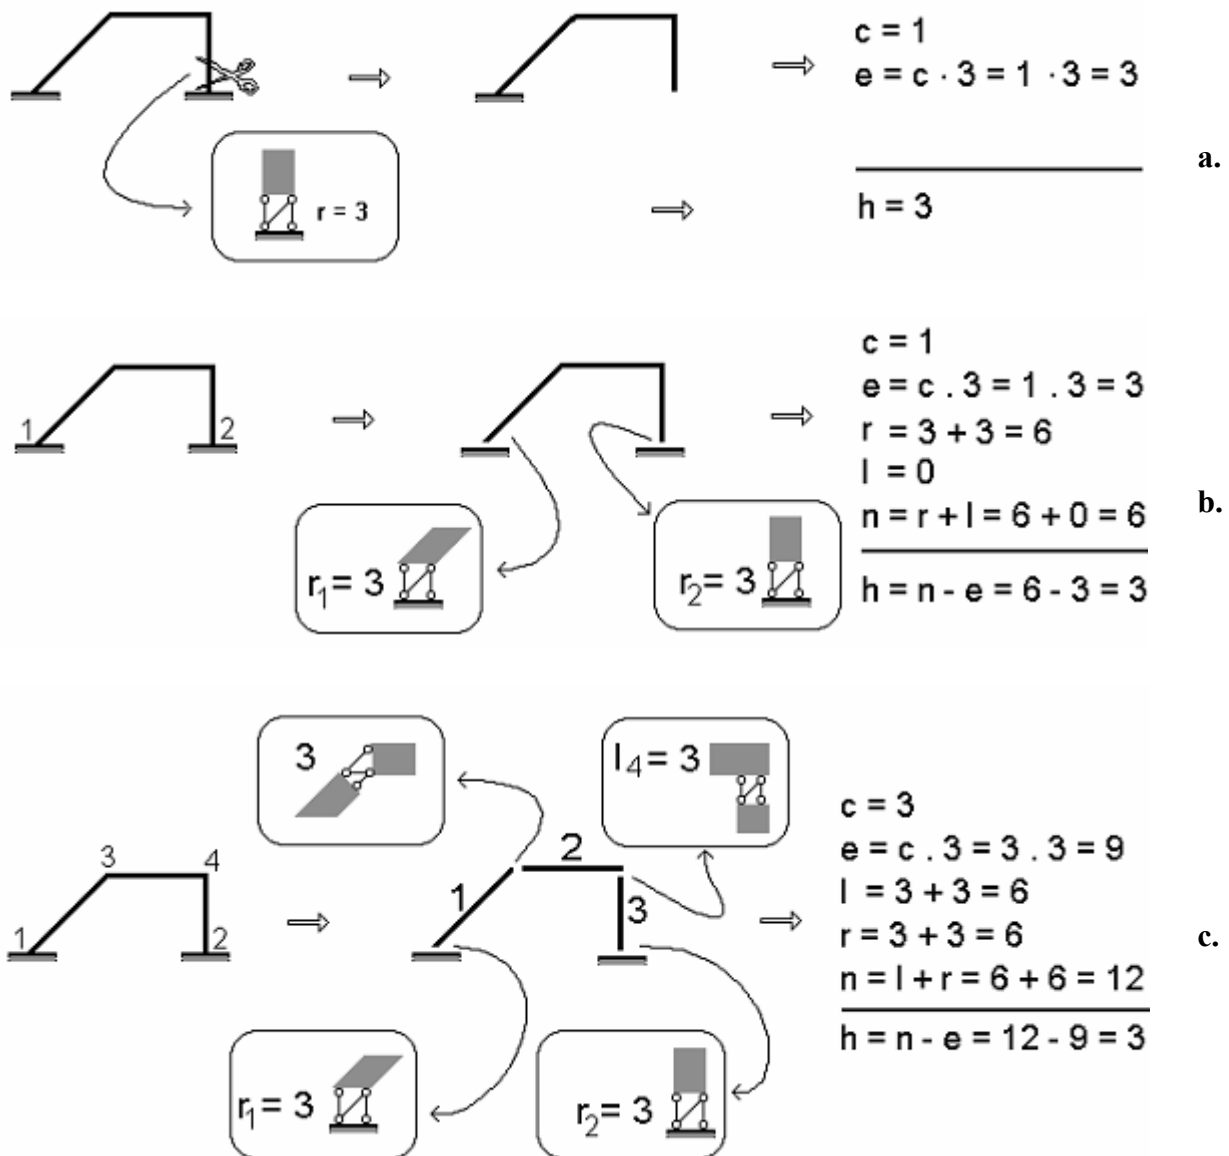 c = 1
e = c · 3 = 1 · 3 = 3
a.
r = 3
h = 3
c = 1
e = c . 3 = 1 . 3 = 3
1
2
r = 3 + 3 = 6
l = 0
b.
n = r + l = 6 + 0 = 6
r1 = 3
r2 = 3
h = n - e = 6 - 3 = 3
3
l4 = 3
c = 3
3
4
2
e = c . 3 = 3 . 3 = 9
1
3
l = 3 + 3 = 6
1
2
r = 3 + 3 = 6
c.
n = l + r = 6 + 6 = 12
h = n - e = 12 - 9 = 3
r1 = 3
r2 = 3